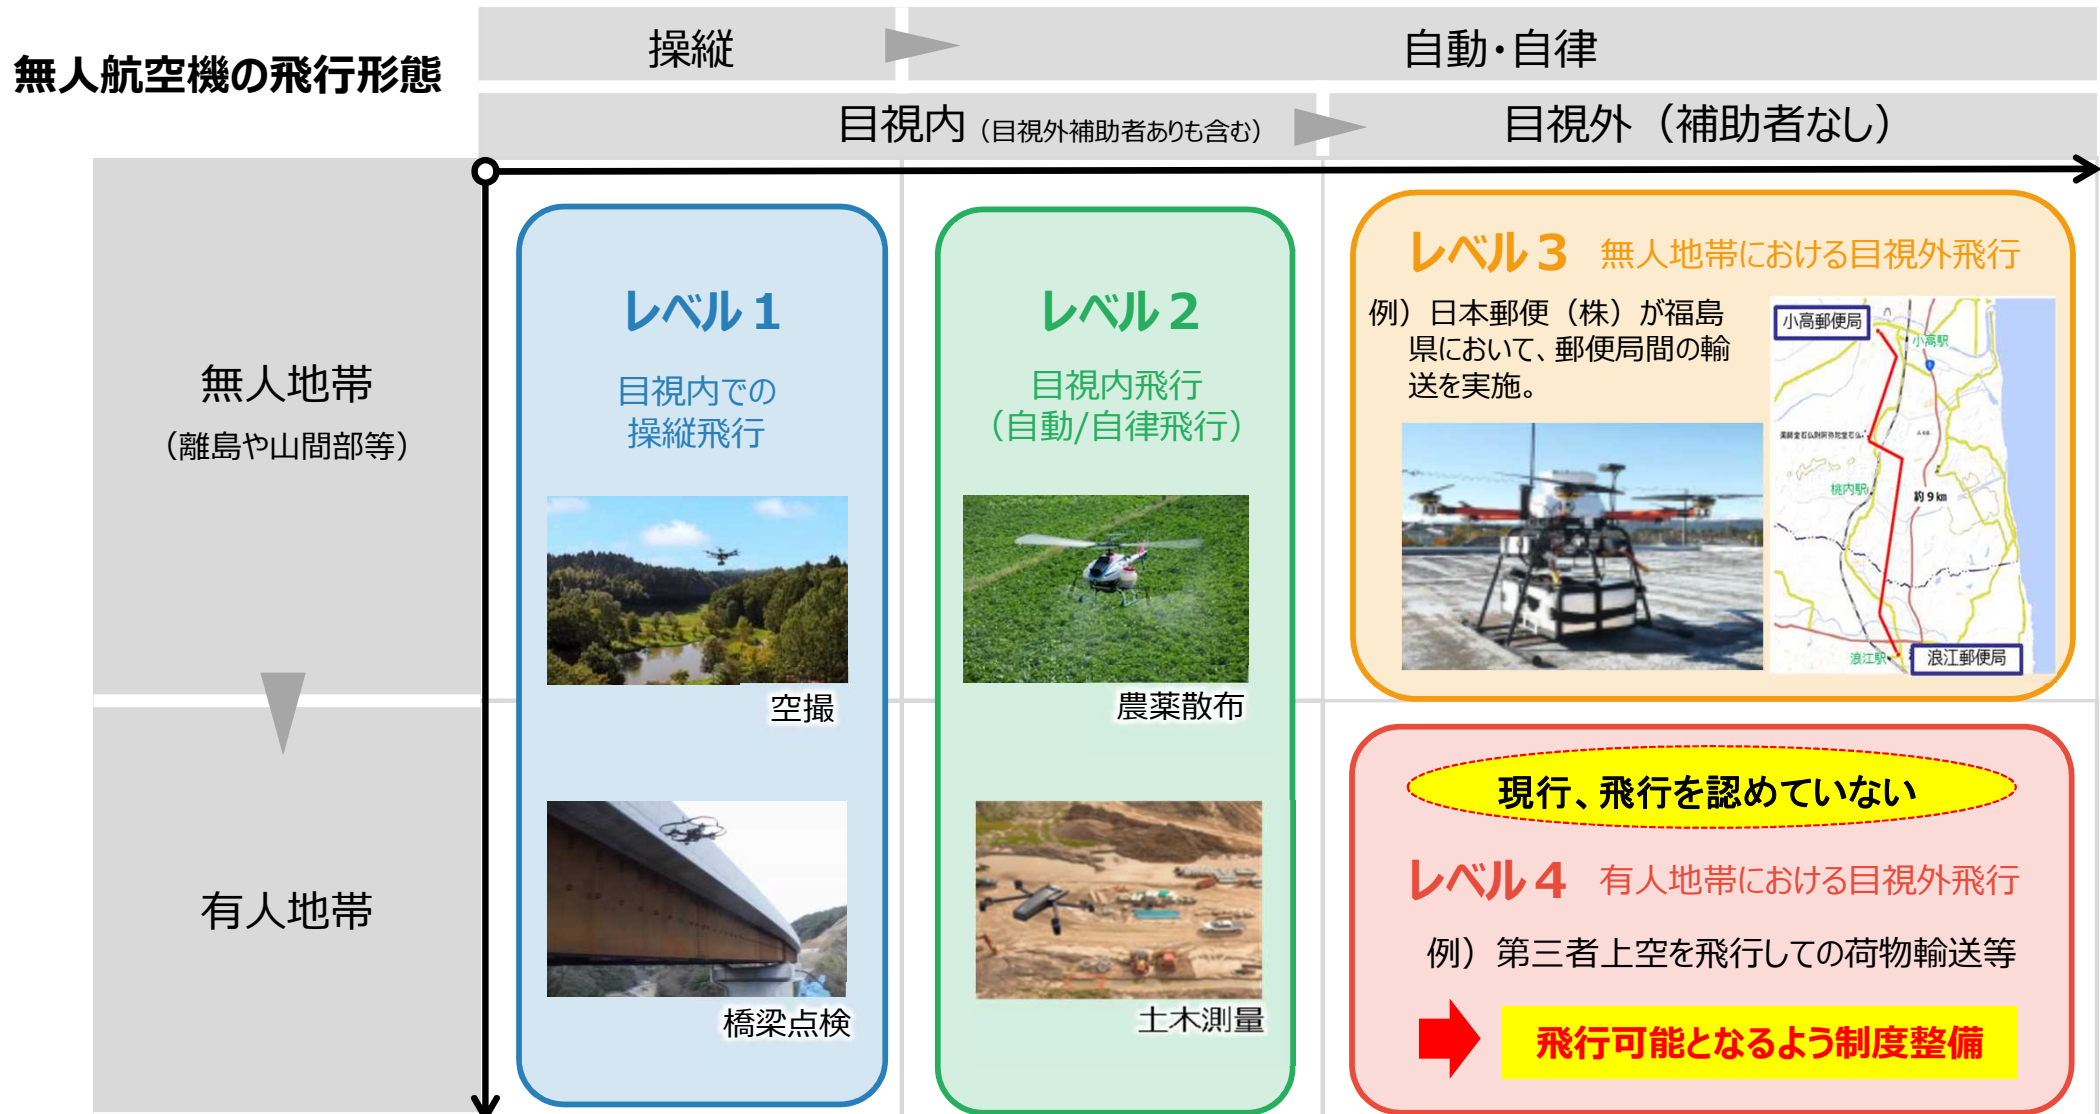 無人航空機の飛行形態
操縦
自動・自律
目視内（目視外補助者ありも含む）
目視外（補助者なし）
無人地帯
（離島や山間部等）
有人地帯
レベル１
目視内での
操縦飛行
空撮
橋梁点検
レベル２
目視内飛行
（自動/自律飛行）
農薬散布
土木測量
レベル３ 無人地帯における目視外飛行
例）日本郵便（株）が福島
県において、郵便局間の輸
送を実施。
小高郵便局
小高駅
桃内駅
約９km
浪江駅
浪江郵便局
現行、飛行を認めていない
レベル４ 有人地帯における目視外飛行
例）第三者上空を飛行しての荷物輸送等
飛行可能となるよう制度整備